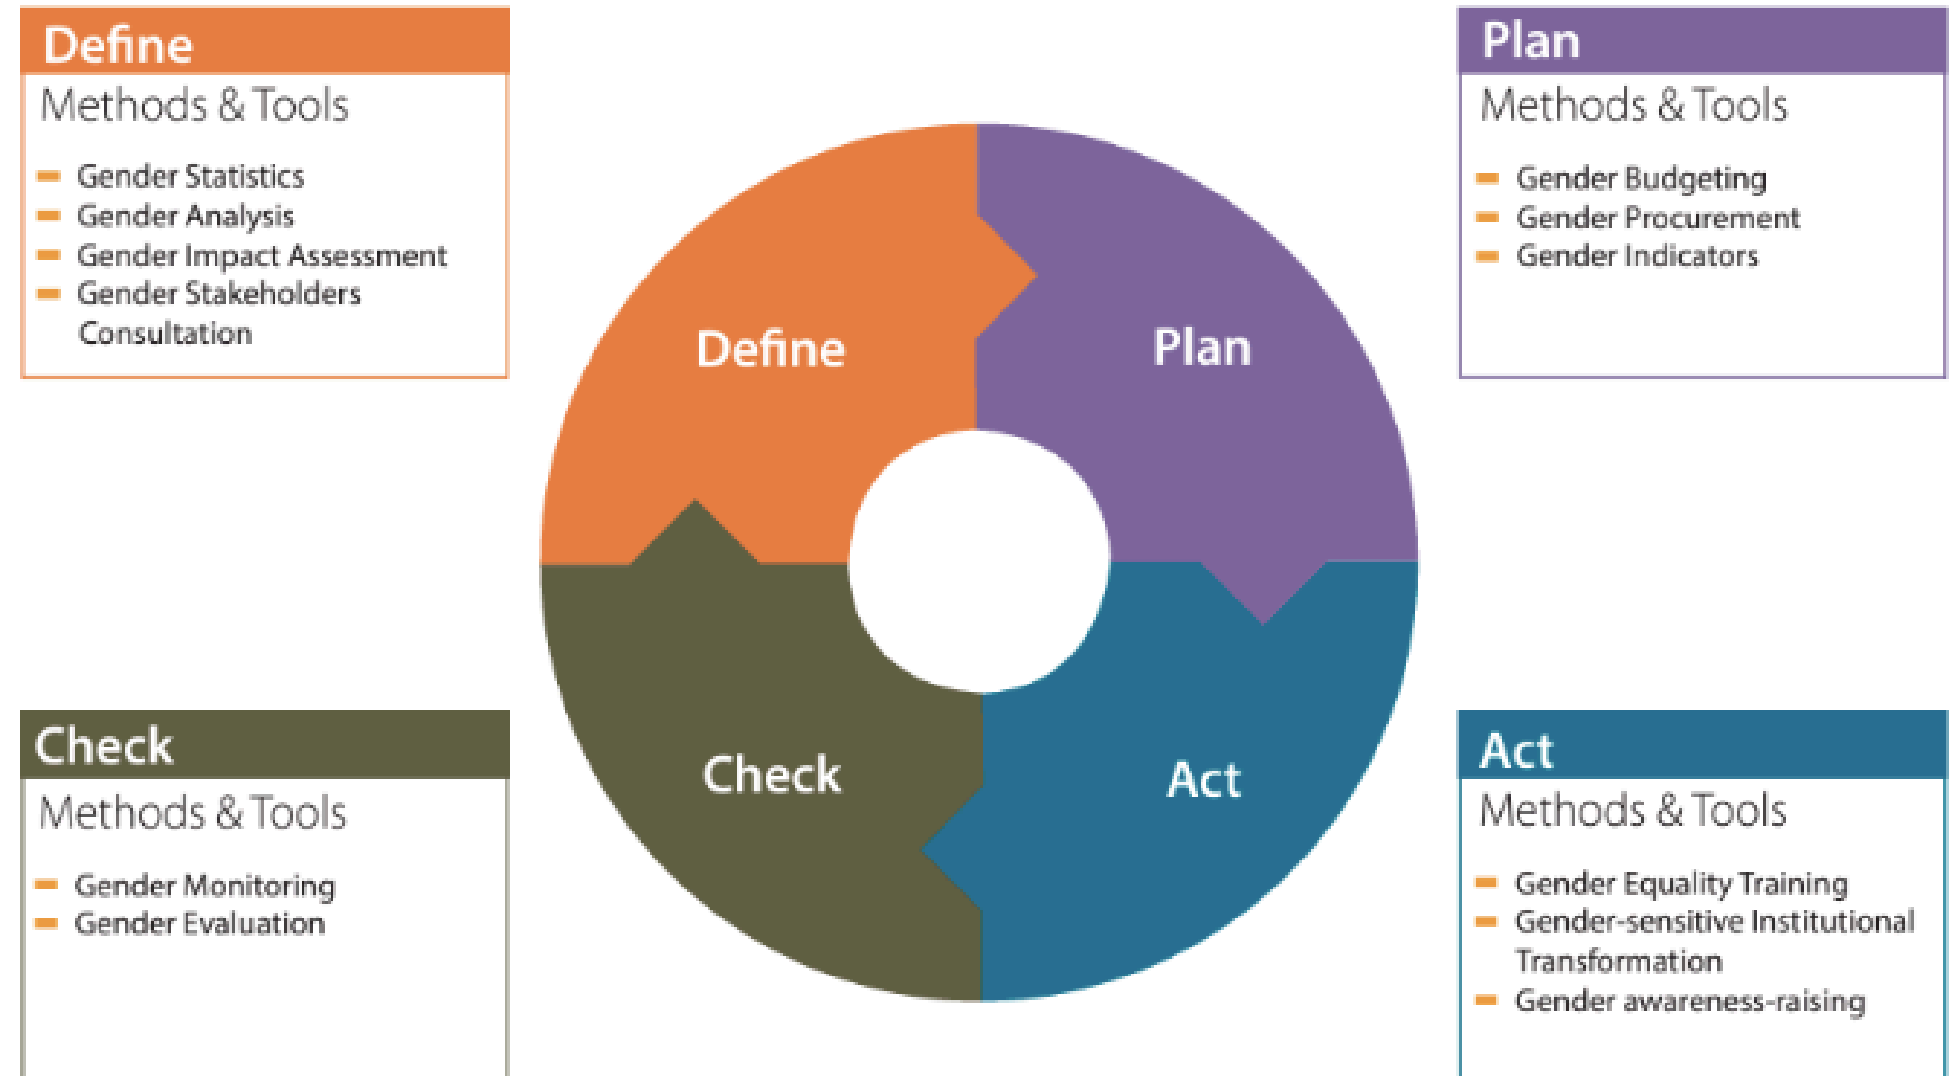 Define
Methods & Tools
Gender Statistics
Gender Analysis
Gender Impact Assessment
Gender Stakeholders
Consultation
Plan
Methods & Tools
Gender Budgeting
Gender Procurement
Gender Indicators
Define
Plan
Check
Act
Check
Methods & Tools
Gender Monitoring
Gender Evaluation
Act
Methods & Tools
Gender Equality Training
Gender-sensitive Institutional
Transformation
Gender awareness-raising